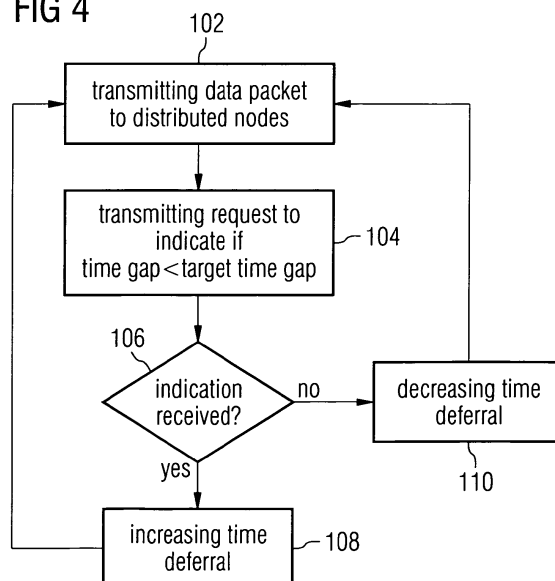 FIG 4
102
transmitting data packet
to distributed nodes
transmitting request to
indicate if
time gap<target time gap
104
106
indication
received?
no
decreasing time
deferral
110
yes
increasing time
deferral
108